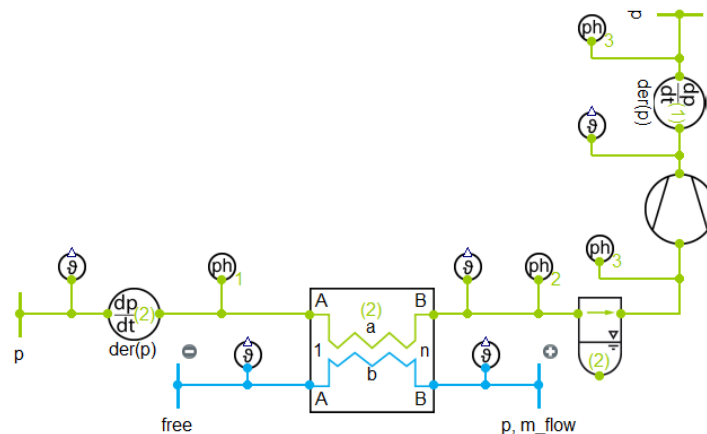 p
ph
3
dp
dt
(1)
der(p)
ϑ
ph
3
ϑ
p
dp
dt
(2)
der(p)
ph
1
A
(2)
a
B
1
n
b
A
B
ϑ
ph
2
(2)
ϑ
free
ϑ
p, m_flow